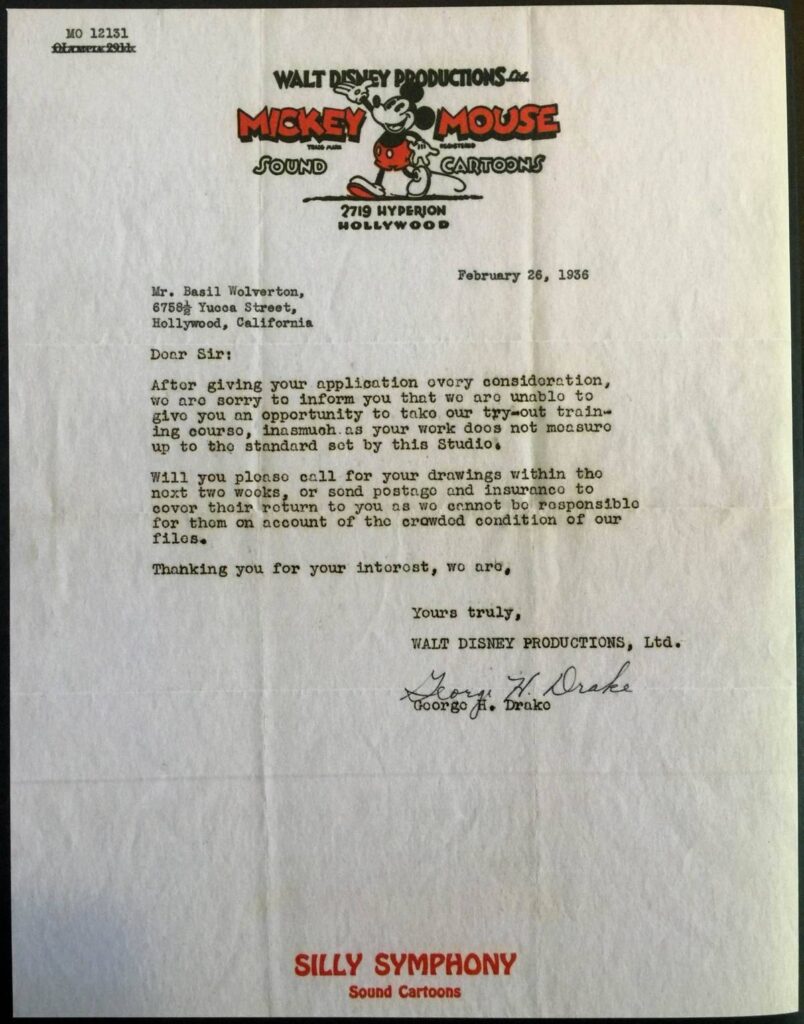 MO 12131
OLYMPIA 2911
WALT DISNEY PRODUCTIONS Ltd.
MICKEY MOUSE
TRADE MARK REGISTERED
SOUND CARTOONS
2719 HYPERION
HOLLYWOOD
February 26, 1936
Mr. Basil Wolverton,
6758½ Yucca Street,
Hollywood, California
Dear Sir:
After giving your application every consideration,
we are sorry to inform you that we are unable to
give you an opportunity to take our try-out train-
ing course, inasmuch as your work does not measure
up to the standard set by this Studio.
Will you please call for your drawings within the
next two weeks, or send postage and insurance to
cover their return to you as we cannot be responsible
for them on account of the crowded condition of our
files.
Thanking you for your interest, we are,
Yours truly,
WALT DISNEY PRODUCTIONS, Ltd.
George H. Drake
George H. Drake
SILLY SYMPHONY
Sound Cartoons